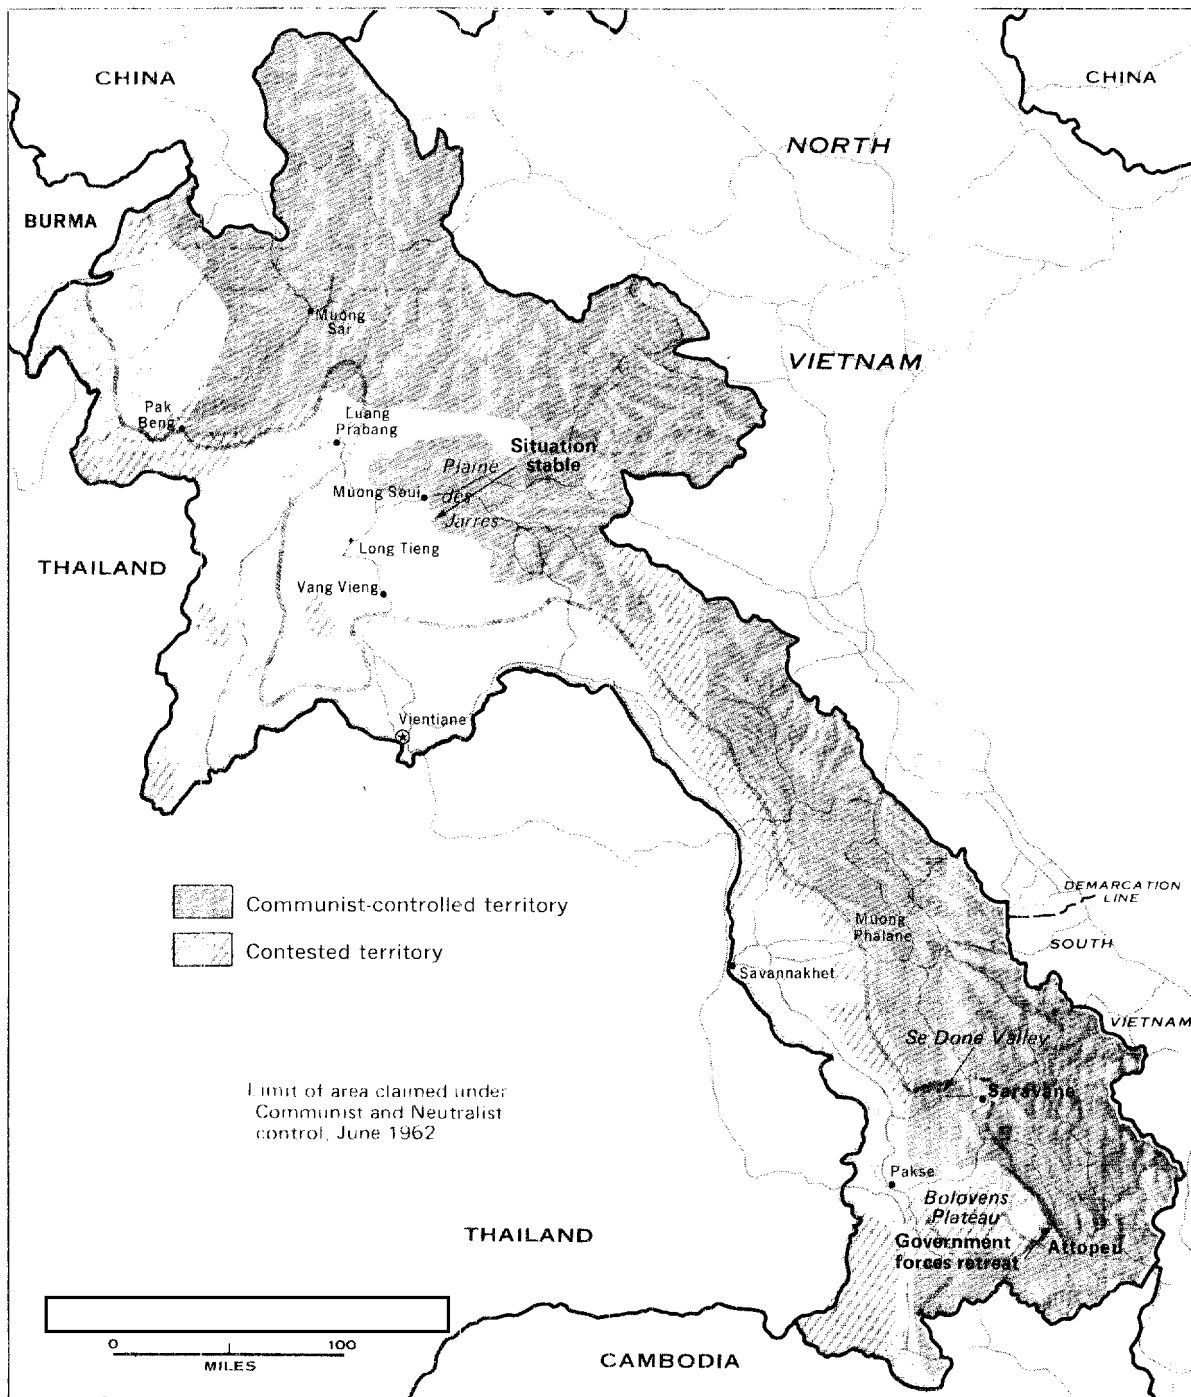 CHINA
CHINA
NORTH
BURMA
Muong
Sai
VIETNAM
Pak
Beng
Luang
Prabang
Situation
stable
Plaine
des
Jarres
Muong Soui
Long Tieng
THAILAND
Vang Vieng
Vientiane
Communist-controlled territory
Contested territory
DEMARCATION
LINE
Muong
Phalane
SOUTH
Savannakhet
VIETNAM
Se Done Valley
Limit of area claimed under
Communist and Neutralist
control, June 1962
Saravane
Pakse
Bolovens
Plateau
THAILAND
Government
forces retreat
Attopeu
0 100
MILES
CAMBODIA